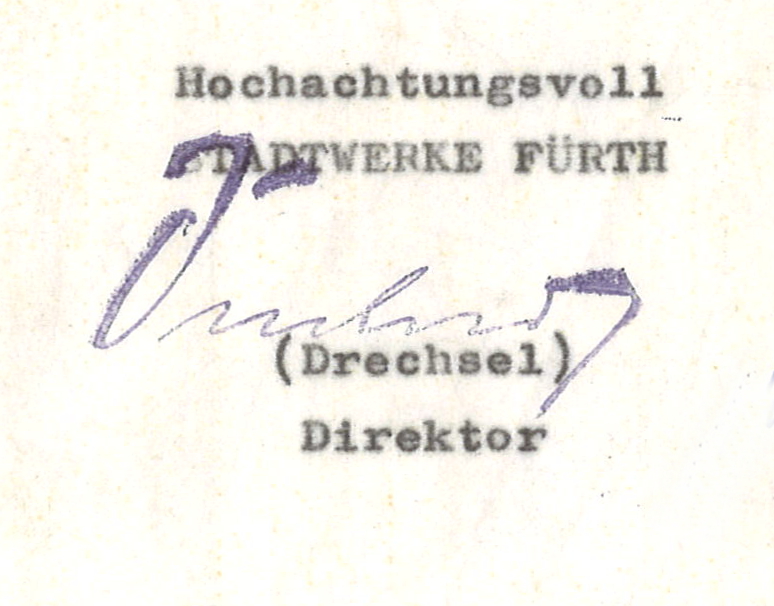 Hochachtungsvoll
STADTWERKE FÜRTH
(Drechsel)
Direktor